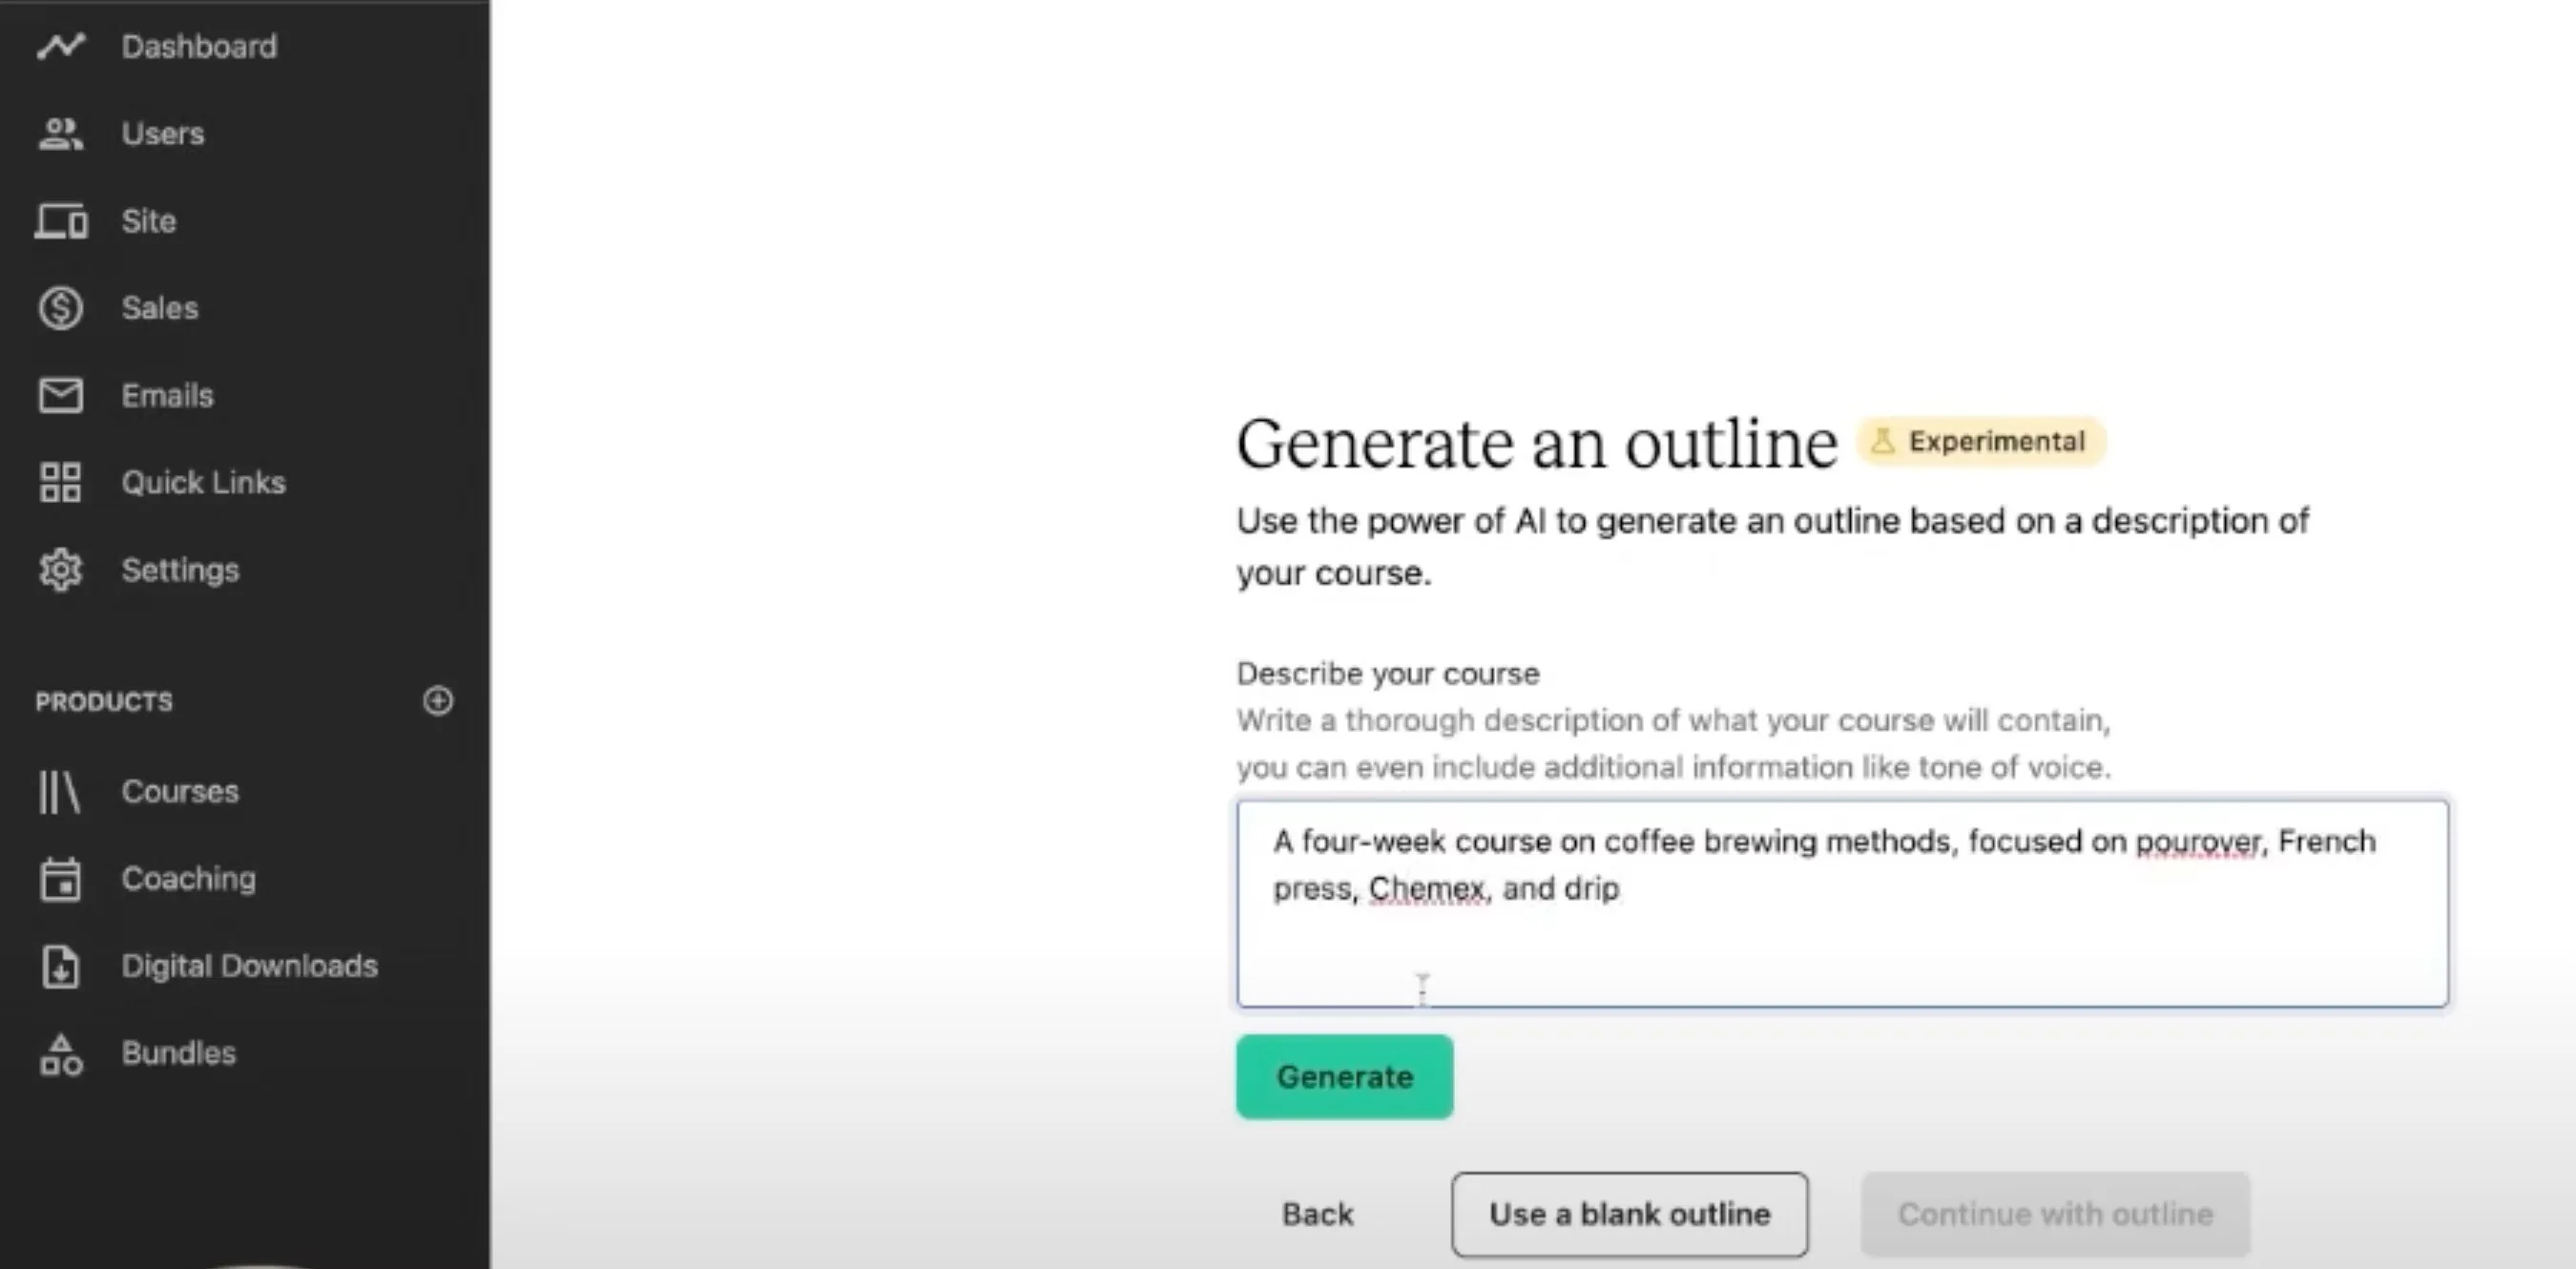 Dashboard
Users
Site
Sales
Emails
Quick Links
Settings
PRODUCTS
Courses
Coaching
Digital Downloads
Bundles
Generate an outline
Experimental
Use the power of AI to generate an outline based on a description of
your course.
Describe your course
Write a thorough description of what your course will contain,
you can even include additional information like tone of voice.
A four-week course on coffee brewing methods, focused on pourover, French
press, Chemex, and drip
Generate
Back
Use a blank outline
Continue with outline